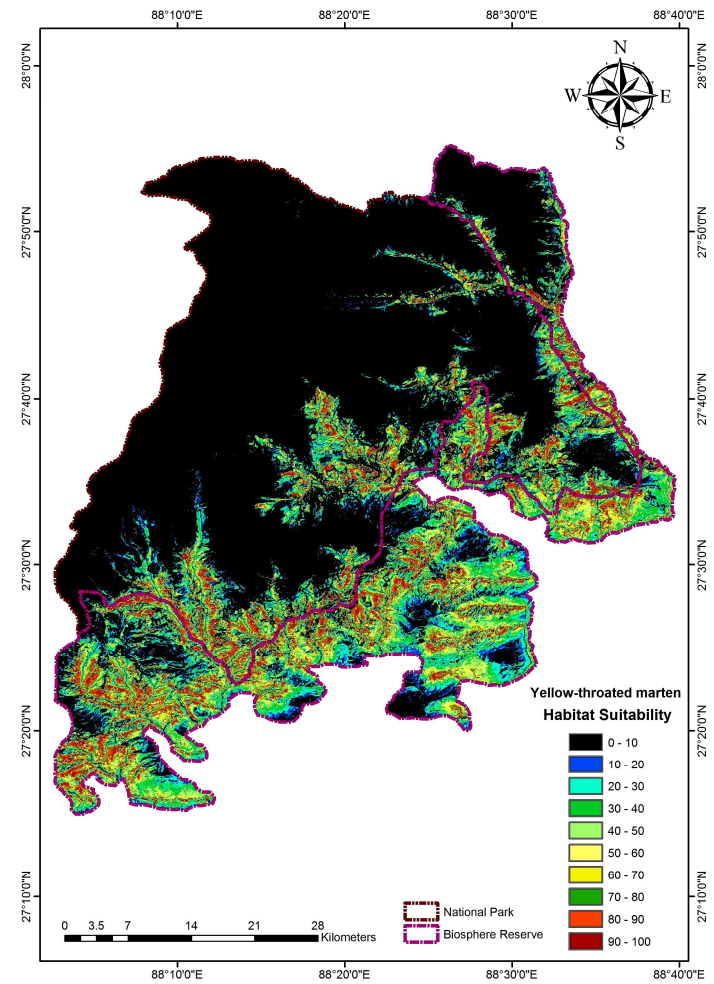 88°10'0"E 88°20'0"E 88°30'0"E 88°40'0"E
28°0'0"N 28°0'0"N
N
W E
S
27°50'0"N 27°50'0"N
27°40'0"N 27°40'0"N
27°30'0"N 27°30'0"N
27°20'0"N 27°20'0"N
27°10'0"N 27°10'0"N
Yellow-throated marten
Habitat Suitability
0 - 10
10 - 20
20 - 30
30 - 40
40 - 50
50 - 60
60 - 70
70 - 80
80 - 90
90 - 100
National Park
Biosphere Reserve
0 3.5 7 14 21 28
Kilometers
88°10'0"E 88°20'0"E 88°30'0"E 88°40'0"E